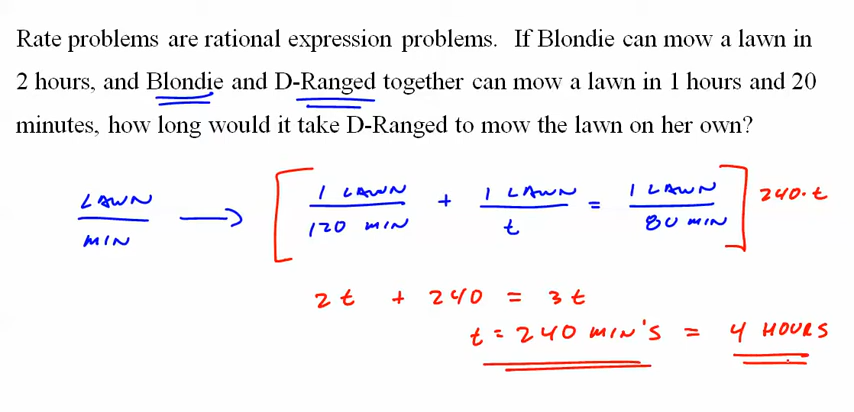 Rate problems are rational expression problems.  If Blondie can mow a lawn in
2 hours, and Blondie and D-Ranged together can mow a lawn in 1 hours and 20
minutes, how long would it take D-Ranged to mow the lawn on her own?
LAWN / MIN → [ 1 LAWN / 120 MIN + 1 LAWN / t = 1 LAWN / 80 MIN ] 240·t
2t + 240 = 3t
t = 240 MIN'S = 4 HOURS